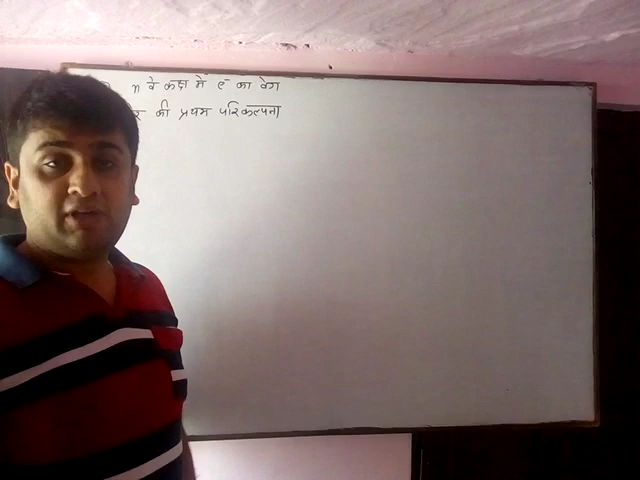 n वे कक्षा में e⁻ का वेग
की प्रथम परिकल्पना